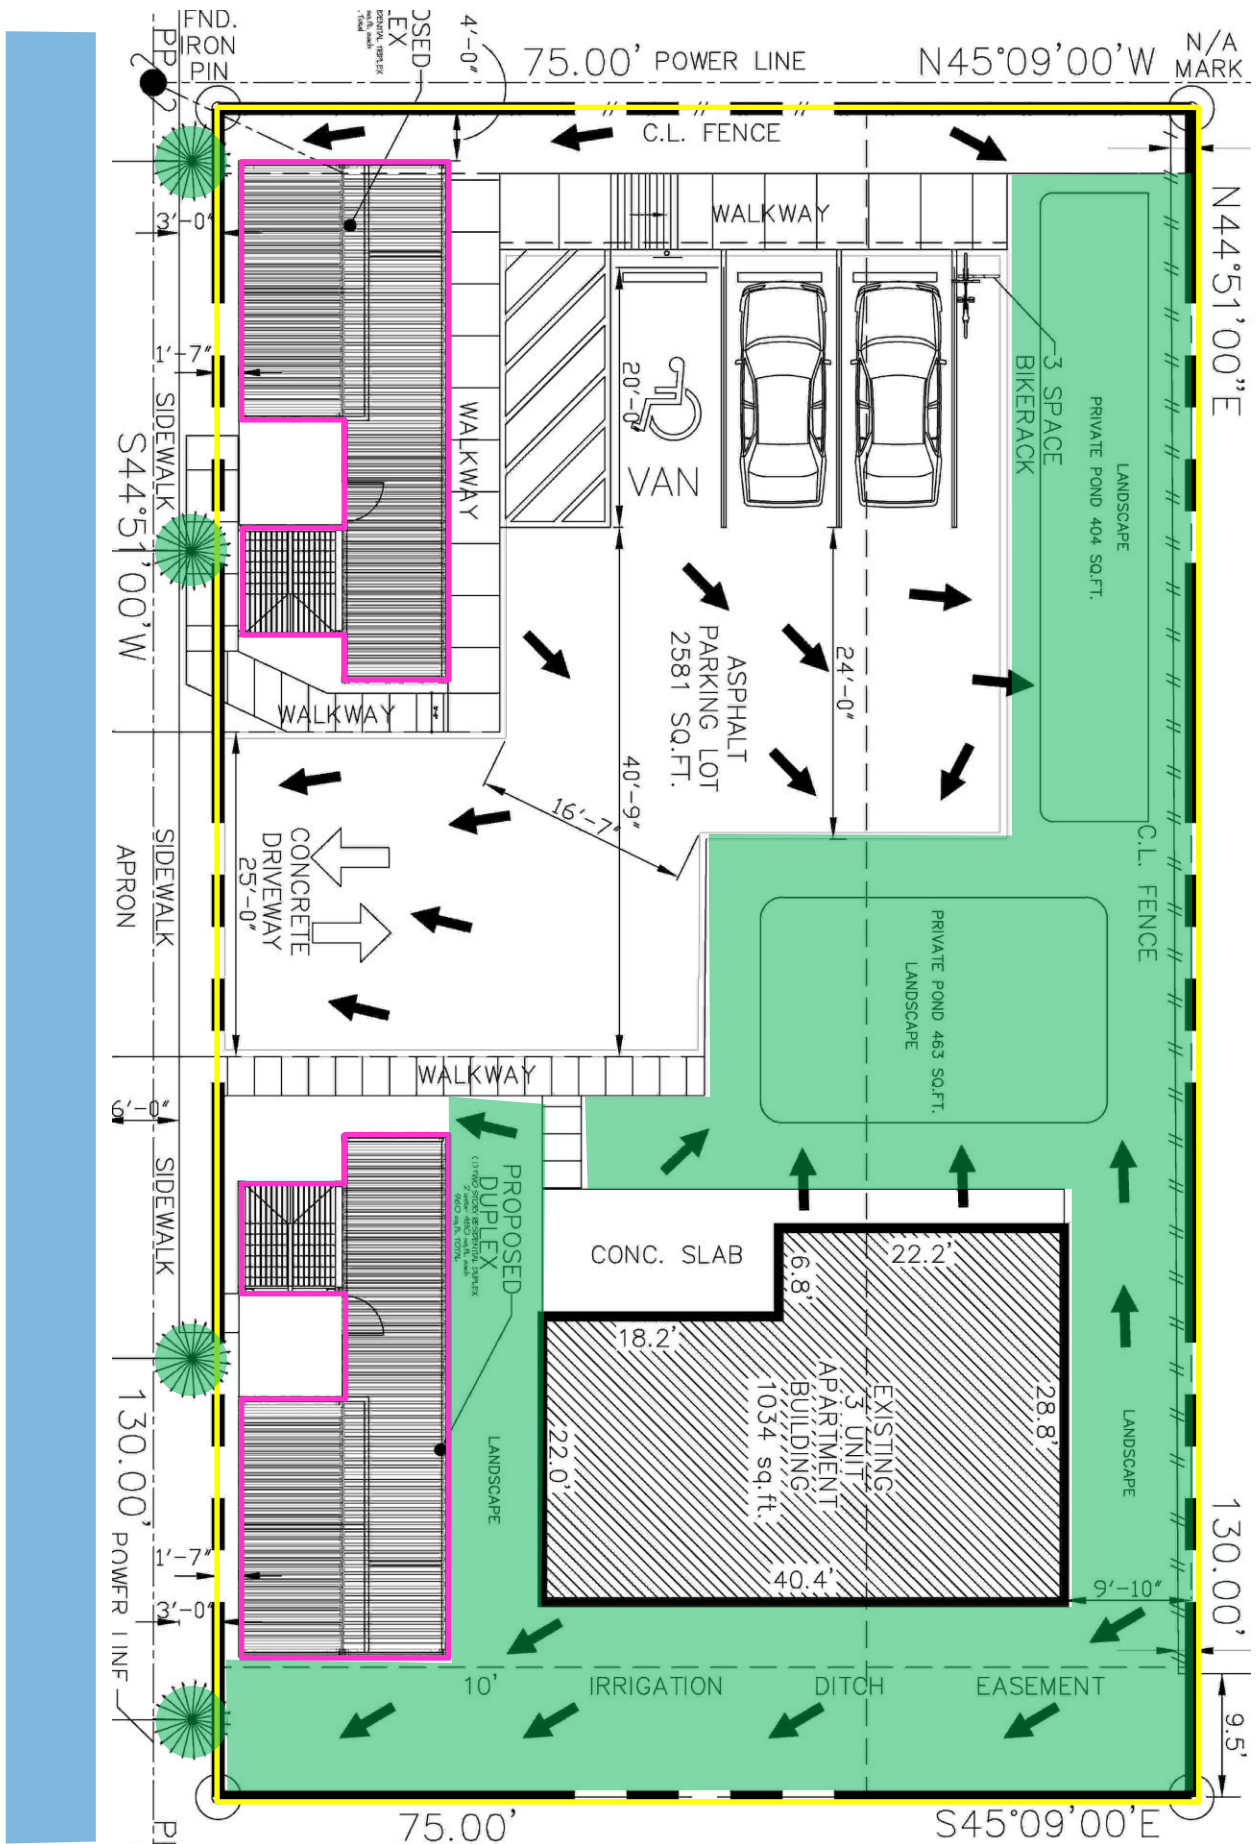 FND.
IRON
PIN
PP
OSED
EX
4'-0"
75.00' POWER LINE
N45°09'00"W
N/A
MARK
C.L. FENCE
3'-0"
WALKWAY
N44°51'00"E
3 SPACE
BIKERACK
LANDSCAPE
PRIVATE POND 404 SQ.FT.
1'-7"
SIDEWALK
S44°51'00"W
WALKWAY
20'-0"
VAN
ASPHALT
PARKING LOT
2581 SQ.FT.
24'-0"
WALKWAY
40'-9"
16'-7"
CONCRETE
DRIVEWAY
25'-0"
SIDEWALK
APRON
C.L. FENCE
PRIVATE POND 463 SQ.FT.
LANDSCAPE
WALKWAY
6'-0"
SIDEWALK
PROPOSED
DUPLEX
CONC. SLAB
6.8'
22.2'
18.2'
EXISTING
3 UNIT
APARTMENT
BUILDING
1034 sq.ft.
28.8'
22.0'
40.4'
LANDSCAPE
LANDSCAPE
130.00'
POWER LINE
1'-7"
3'-0"
9'-10"
130.00'
10' IRRIGATION DITCH EASEMENT
9.5'
75.00'
S45°09'00"E